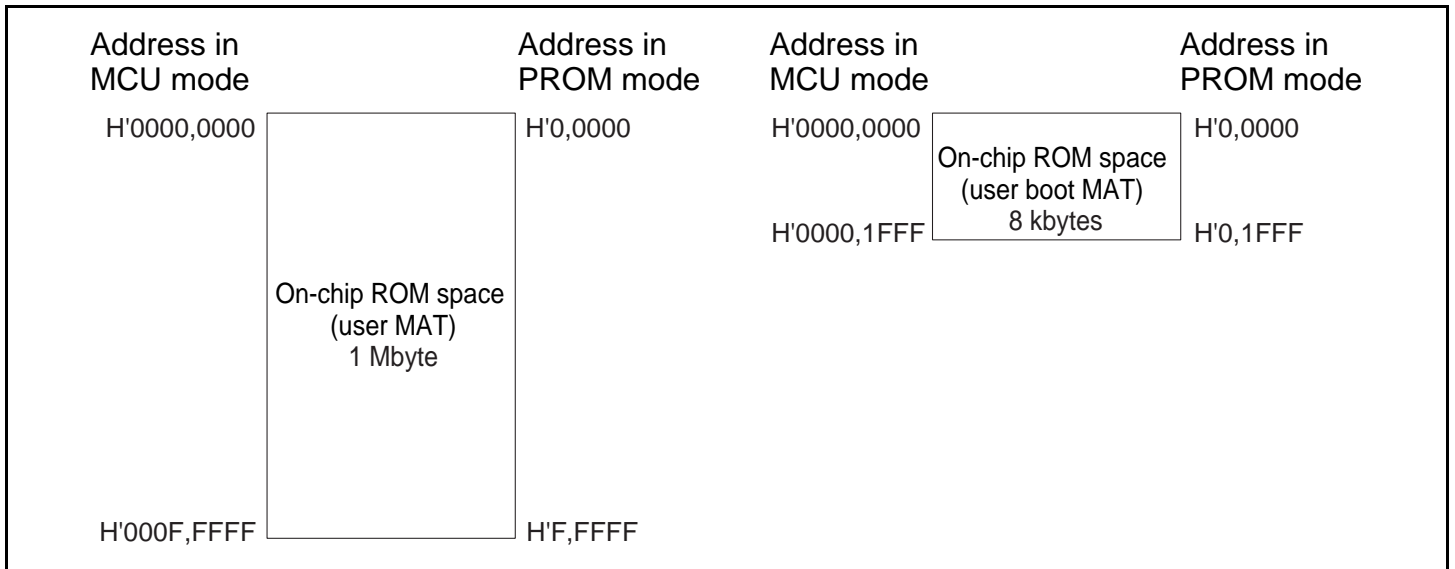 Address in
MCU mode
Address in
PROM mode
H'0000,0000
H'0,0000
On-chip ROM space
(user MAT)
1 Mbyte
H'000F,FFFF
H'F,FFFF
Address in
MCU mode
Address in
PROM mode
H'0000,0000
H'0,0000
On-chip ROM space
(user boot MAT)
8 kbytes
H'0000,1FFF
H'0,1FFF